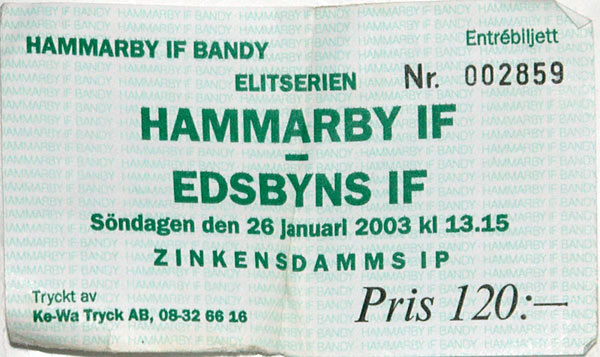 Entrébiljett
HAMMARBY IF BANDY
ELITSERIEN Nr. 002859
HAMMARBY IF
–
EDSBYNS IF
Söndagen den 26 januari 2003 kl 13.15
ZINKENSDAMMS IP
Tryckt av
Ke-Wa Tryck AB, 08-32 66 16
Pris 120:—